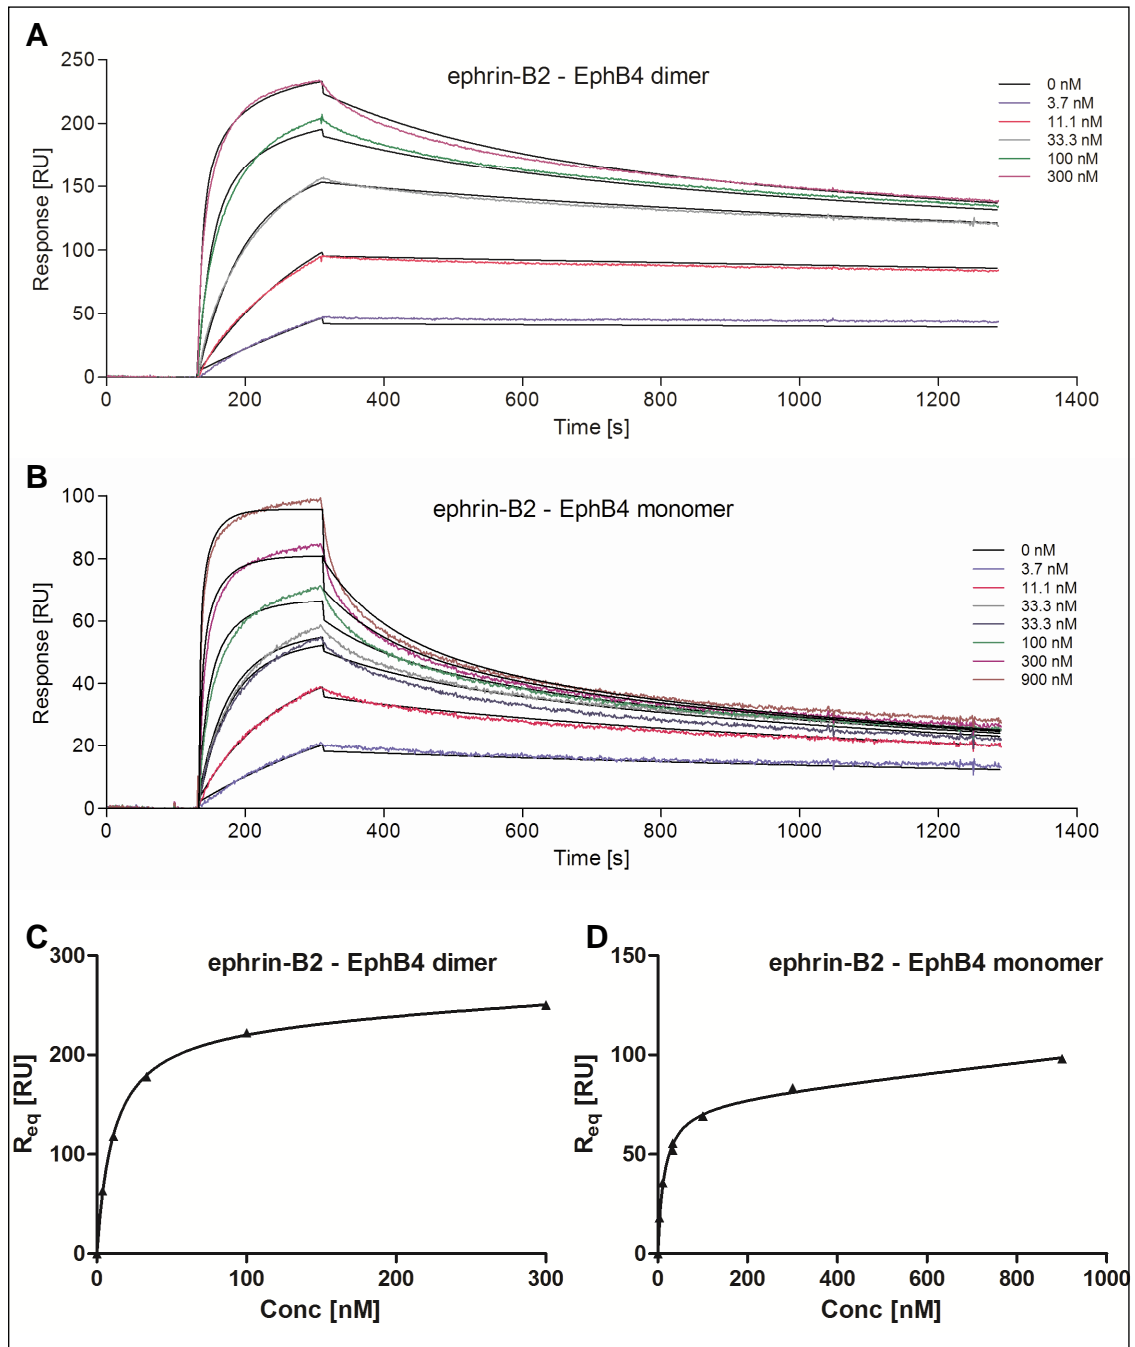 A
ephrin-B2 - EphB4 dimer
250
200
150
100
50
0
Response [RU]
0 200 400 600 800 1000 1200 1400
Time [s]
0 nM
3.7 nM
11.1 nM
33.3 nM
100 nM
300 nM
B
ephrin-B2 - EphB4 monomer
100
80
60
40
20
0
Response [RU]
0 200 400 600 800 1000 1200 1400
Time [s]
0 nM
3.7 nM
11.1 nM
33.3 nM
33.3 nM
100 nM
300 nM
900 nM
C
ephrin-B2 - EphB4 dimer
300
200
100
0
Req [RU]
0 100 200 300
Conc [nM]
D
ephrin-B2 - EphB4 monomer
150
100
50
0
Req [RU]
0 200 400 600 800 1000
Conc [nM]